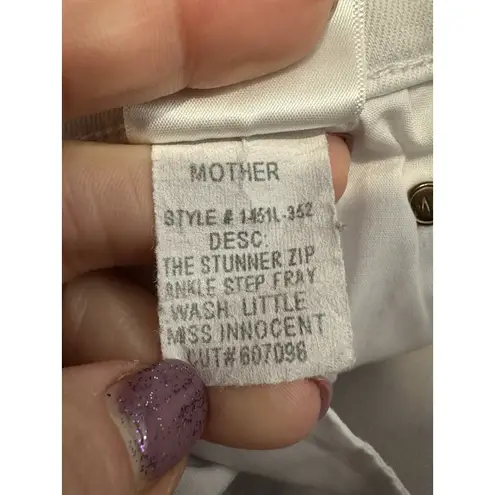 MOTHER
STYLE # 1451L-352
DESC.
THE STUNNER ZIP
ANKLE STEP FRAY
WASH. LITTLE
MISS INNOCENT
CUT# 607096